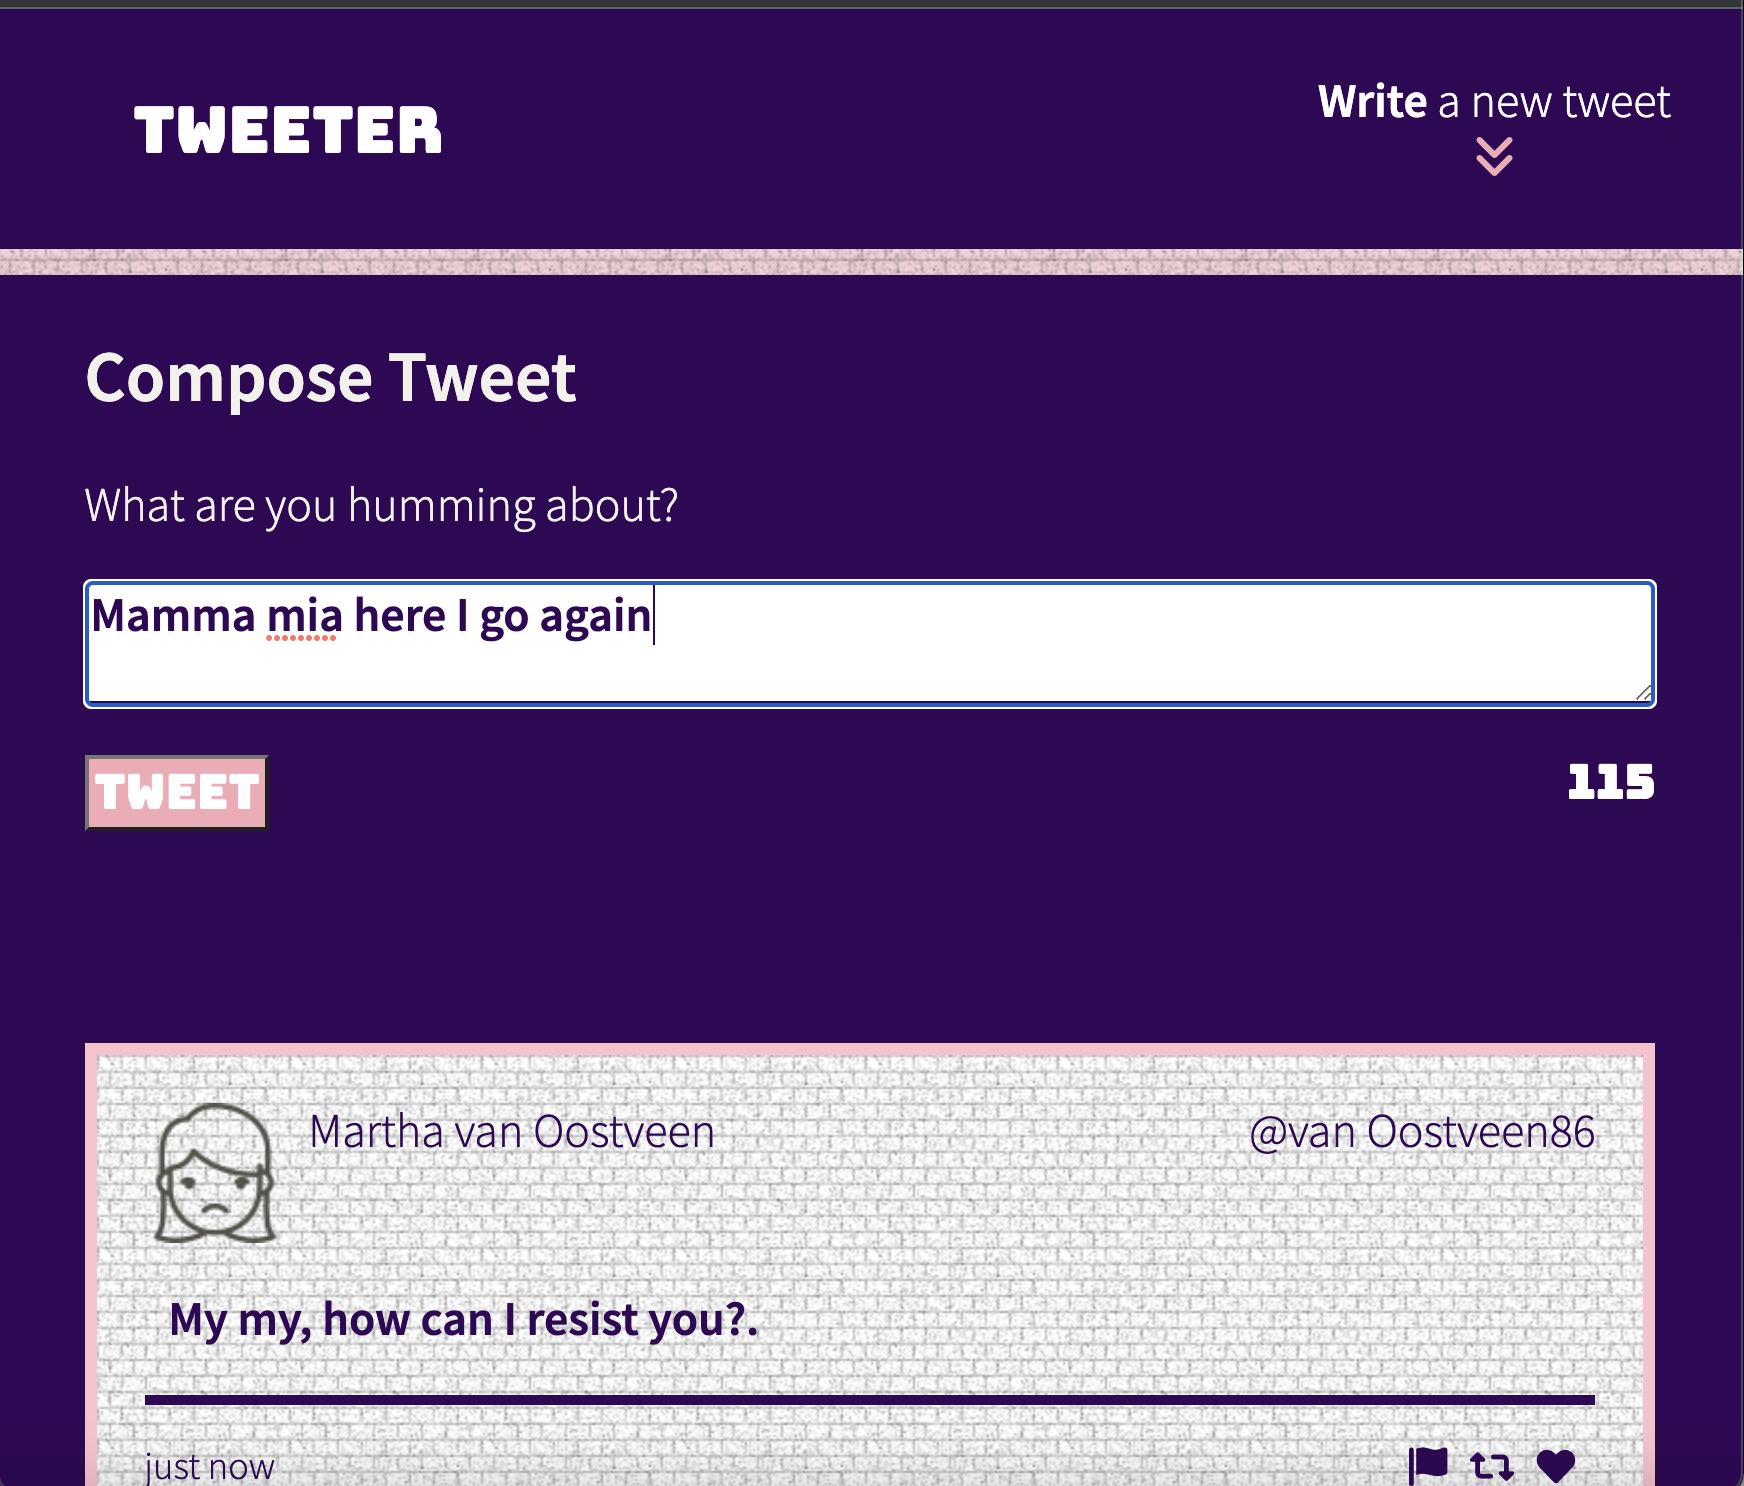 TWEETER
Write a new tweet
Compose Tweet
What are you humming about?
Mamma mia here I go again
TWEET
115
Martha van Oostveen
@van Oostveen86
My my, how can I resist you?.
just now